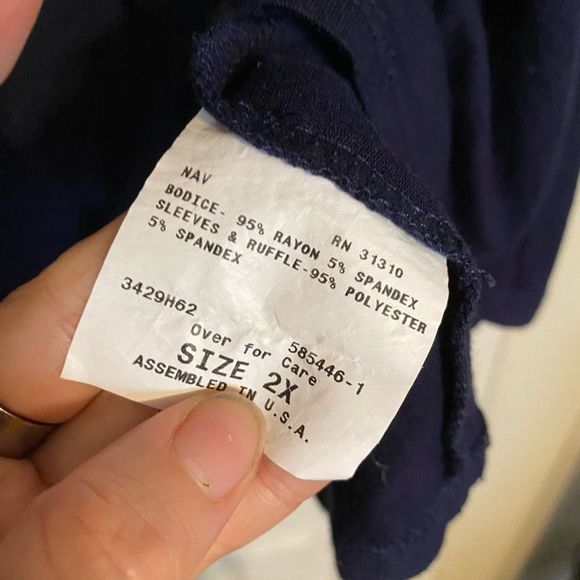 NAV RN 31310
BODICE- 95% RAYON 5% SPANDEX
SLEEVES & RUFFLE-95% POLYESTER
5% SPANDEX
3429H62 585446-1
Over for Care
SIZE 2X
ASSEMBLED IN U.S.A.